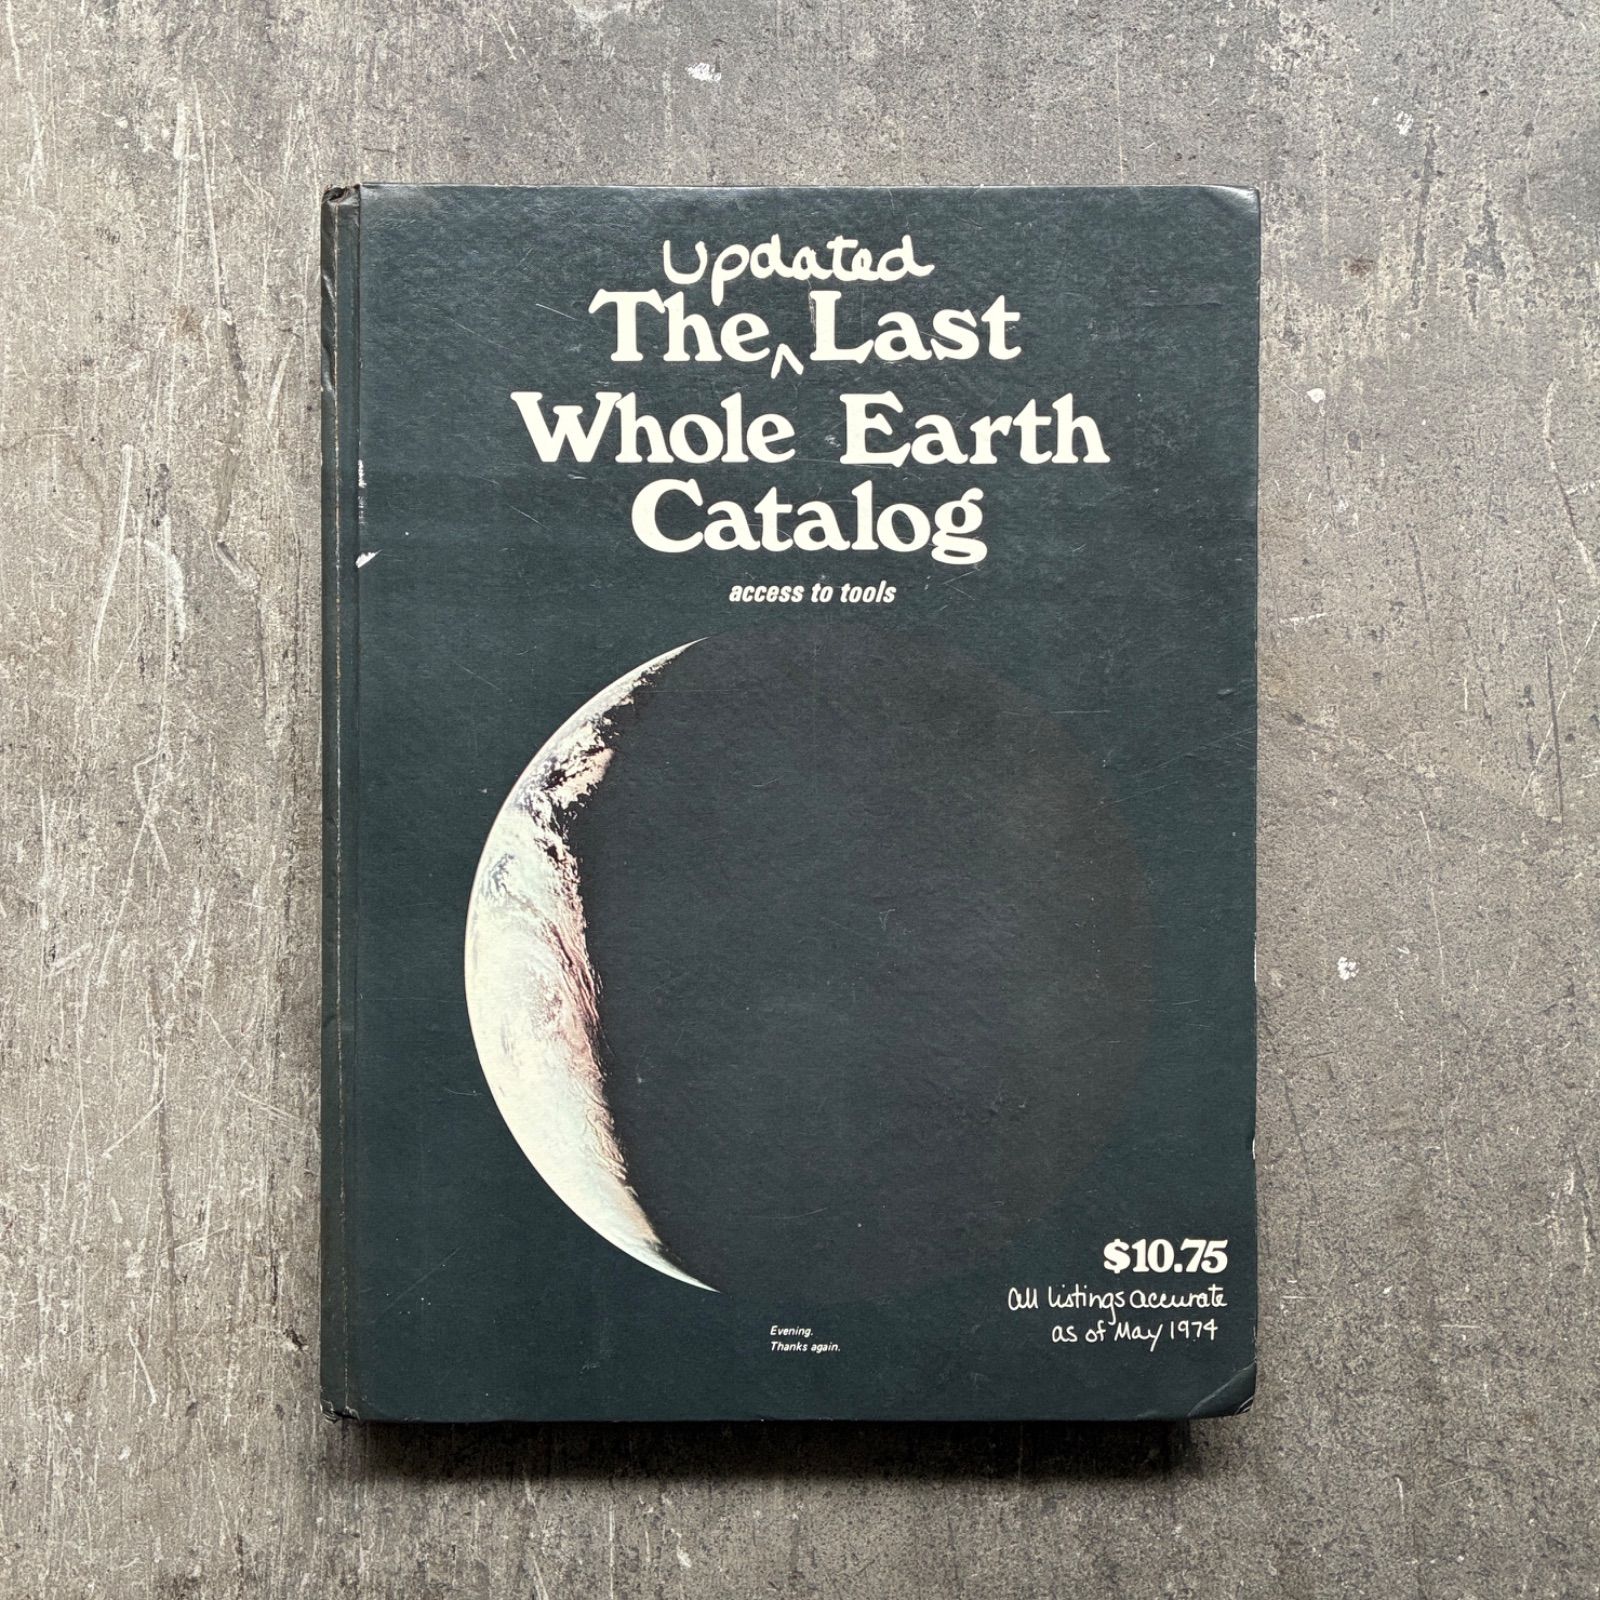 updated
The ^ Last
Whole Earth
Catalog
access to tools
$10.75
all listings accurate
as of May 1974
Evening.
Thanks again.